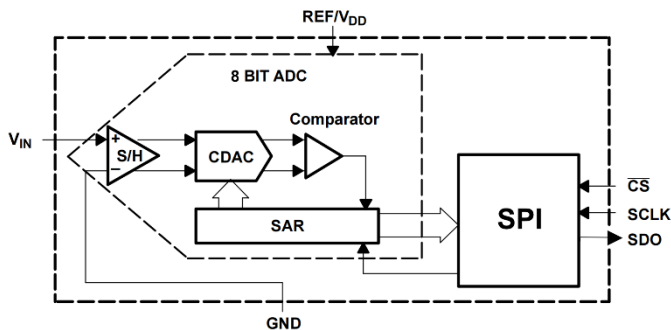 REF/VDD
8 BIT ADC
Comparator
VIN
+
S/H
−
CDAC
SAR
SPI
CS
SCLK
SDO
GND